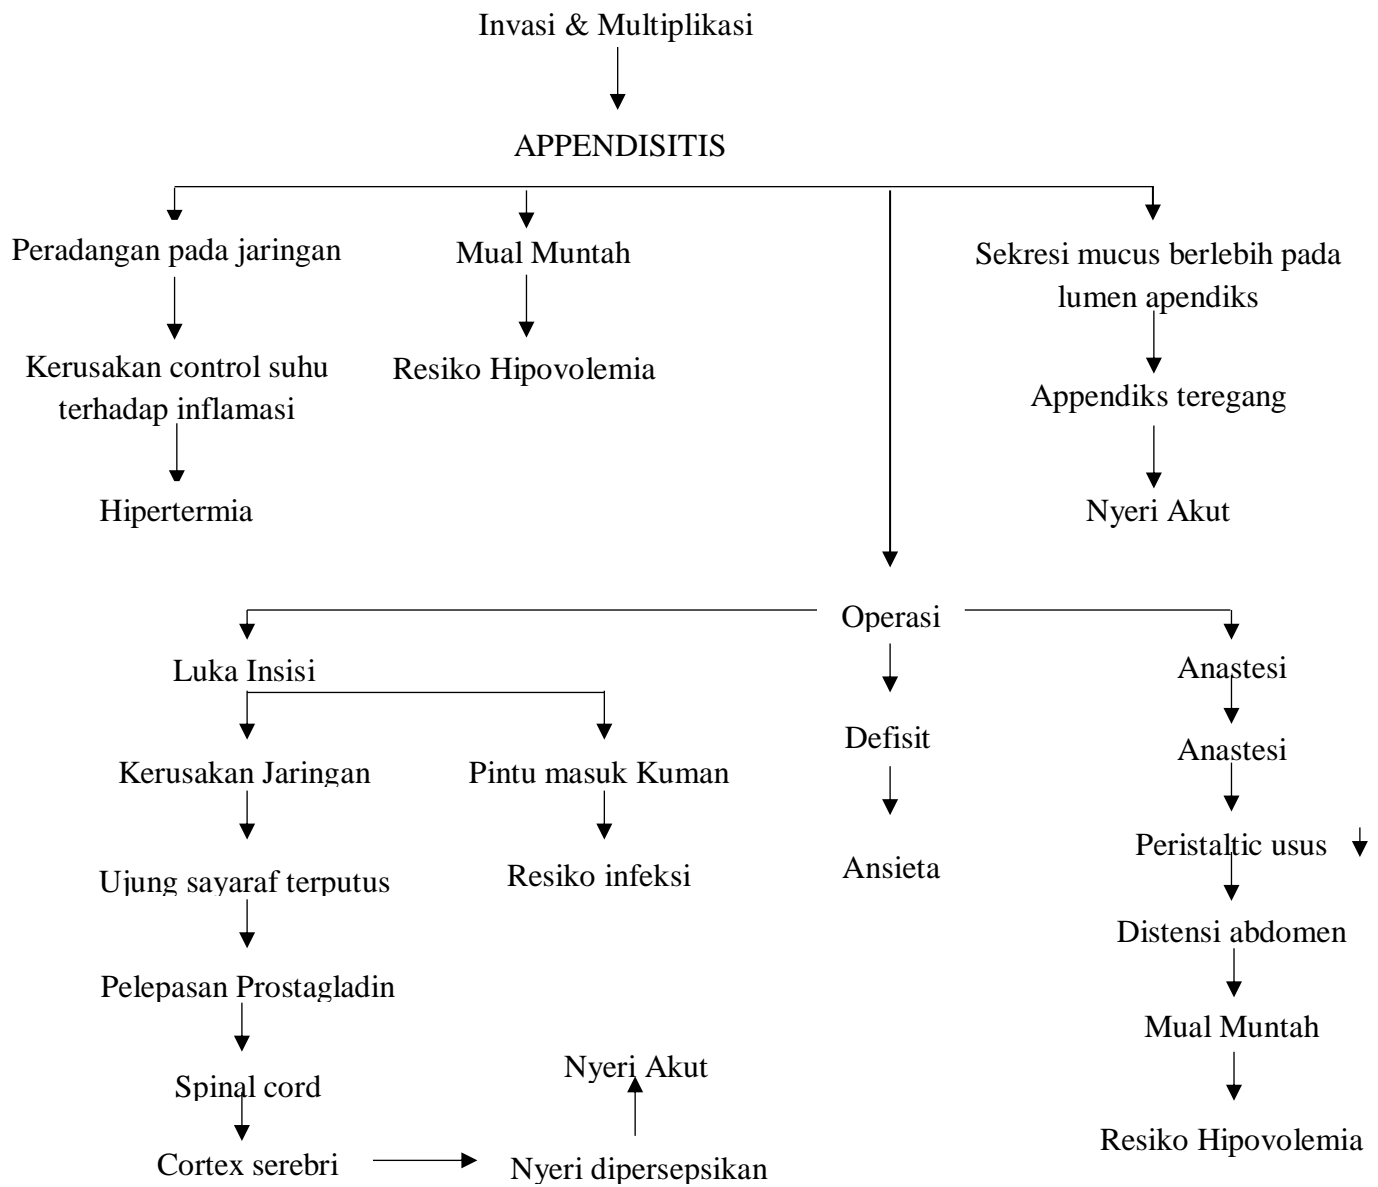 Invasi & Multiplikasi
APPENDISITIS
Peradangan pada jaringan
Mual Muntah
Sekresi mucus berlebih pada
lumen apendiks
Kerusakan control suhu
terhadap inflamasi
Resiko Hipovolemia
Appendiks teregang
Hipertermia
Nyeri Akut
Operasi
Luka Insisi
Anastesi
Defisit
Anastesi
Kerusakan Jaringan
Pintu masuk Kuman
Peristaltic usus
Ujung sayaraf terputus
Resiko infeksi
Ansieta
Distensi abdomen
Pelepasan Prostagladin
Mual Muntah
Spinal cord
Nyeri Akut
Resiko Hipovolemia
Cortex serebri
Nyeri dipersepsikan